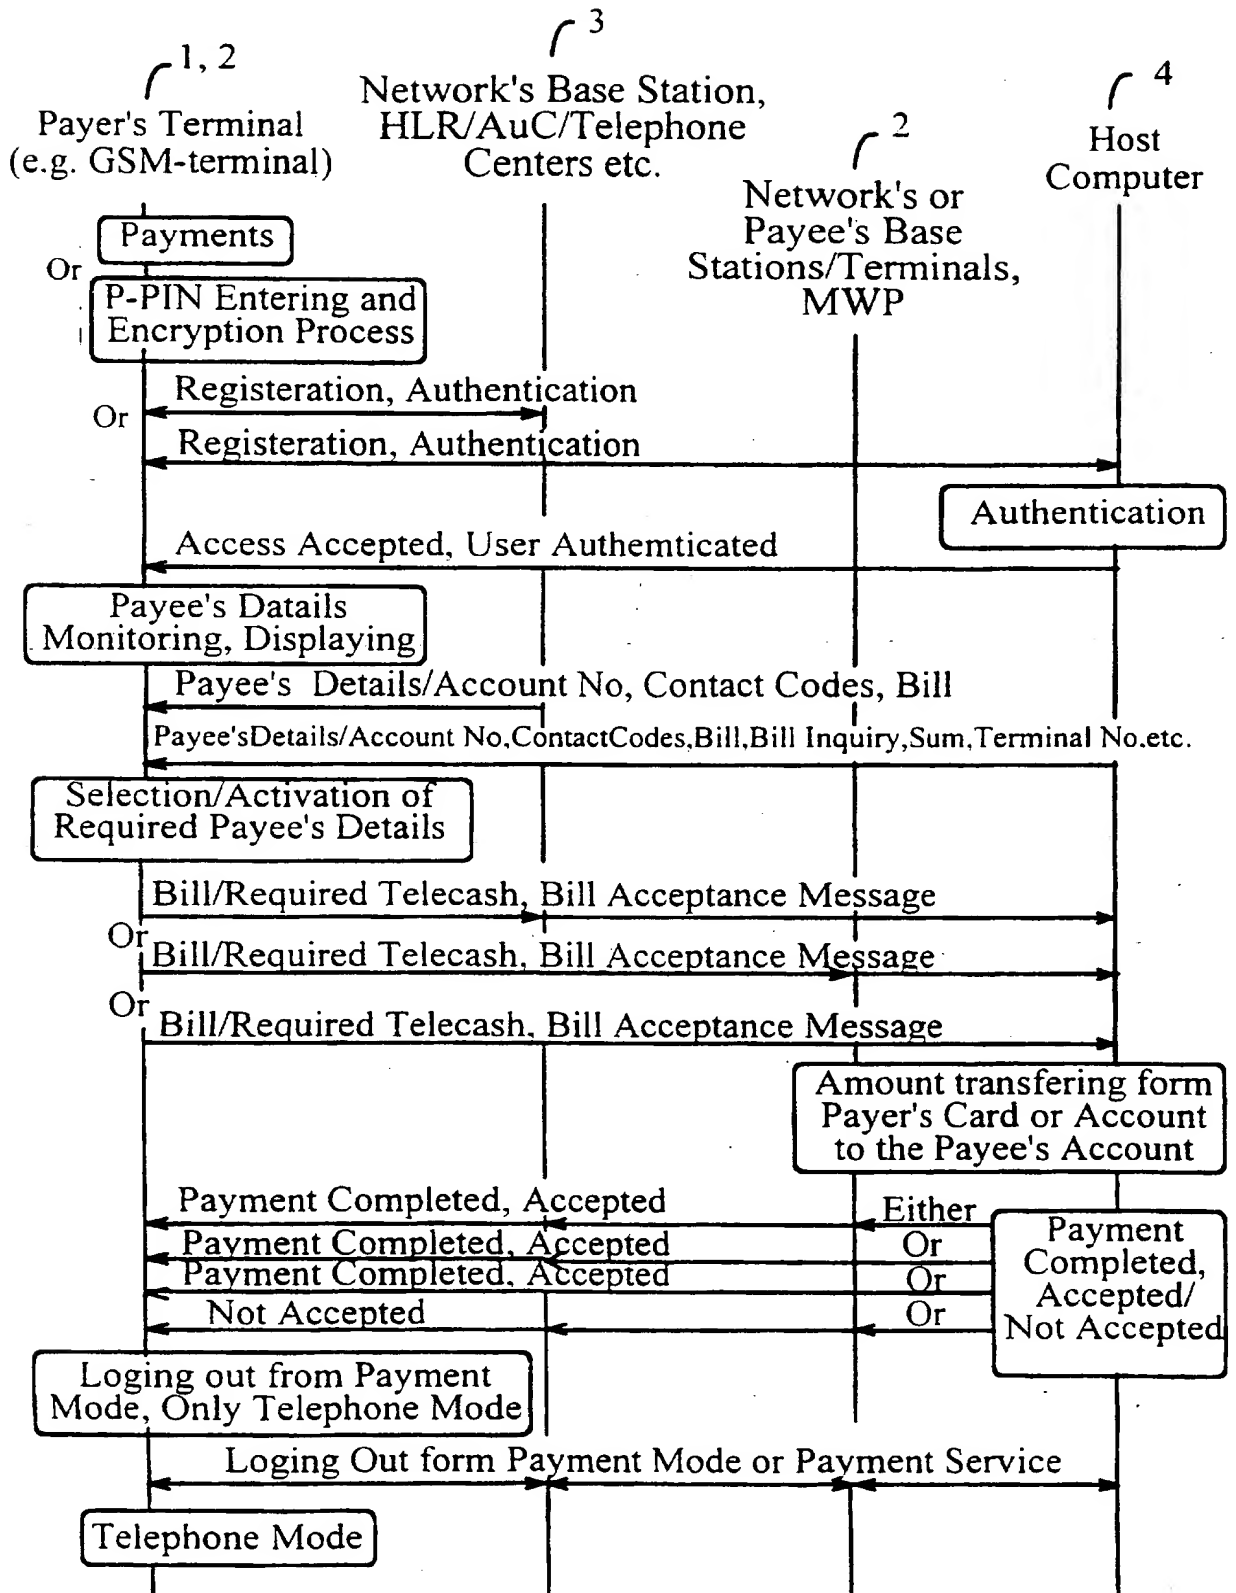 1, 2
3
2
4
Payer's Terminal
(e.g. GSM-terminal)
Network's Base Station,
HLR/AuC/Telephone
Centers etc.
Network's or
Payee's Base
Stations/Terminals,
MWP
Host
Computer
Payments
Or
P-PIN Entering and
Encryption Process
Registeration, Authentication
Or
Registeration, Authentication
Authentication
Access Accepted, User Authemticated
Payee's Datails
Monitoring, Displaying
Payee's Details/Account No, Contact Codes, Bill
Payee'sDetails/Account No,ContactCodes,Bill,Bill Inquiry,Sum,Terminal No.etc.
Selection/Activation of
Required Payee's Details
Bill/Required Telecash, Bill Acceptance Message
Or
Bill/Required Telecash, Bill Acceptance Message
Or
Bill/Required Telecash, Bill Acceptance Message
Amount transfering form
Payer's Card or Account
to the Payee's Account
Payment Completed, Accepted
Either
Payment Completed, Accepted
Or
Payment Completed, Accepted
Or
Not Accepted
Or
Payment
Completed,
Accepted/
Not Accepted
Loging out from Payment
Mode, Only Telephone Mode
Loging Out form Payment Mode or Payment Service
Telephone Mode